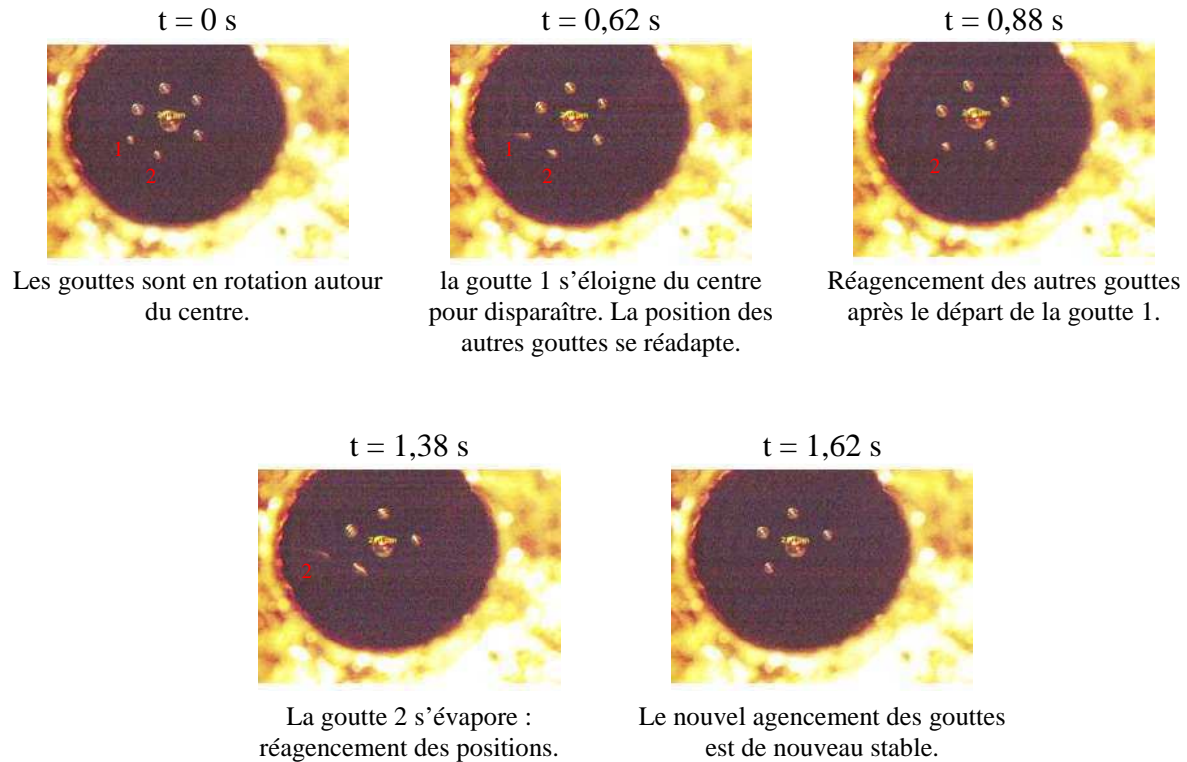 t = 0 s
t = 0,62 s
t = 0,88 s
1
2
1
2
2
Les gouttes sont en rotation autour
du centre.
la goutte 1 s’éloigne du centre
pour disparaître. La position des
autres gouttes se réadapte.
Réagencement des autres gouttes
après le départ de la goutte 1.
t = 1,38 s
t = 1,62 s
2
La goutte 2 s’évapore :
réagencement des positions.
Le nouvel agencement des gouttes
est de nouveau stable.